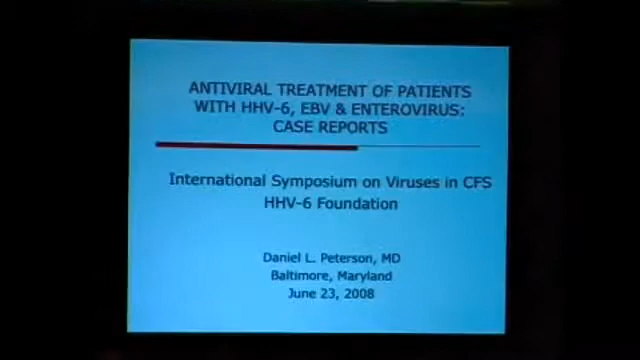 ANTIVIRAL TREATMENT OF PATIENTS
WITH HHV-6, EBV & ENTEROVIRUS:
CASE REPORTS
International Symposium on Viruses in CFS
HHV-6 Foundation
Daniel L. Peterson, MD
Baltimore, Maryland
June 23, 2008